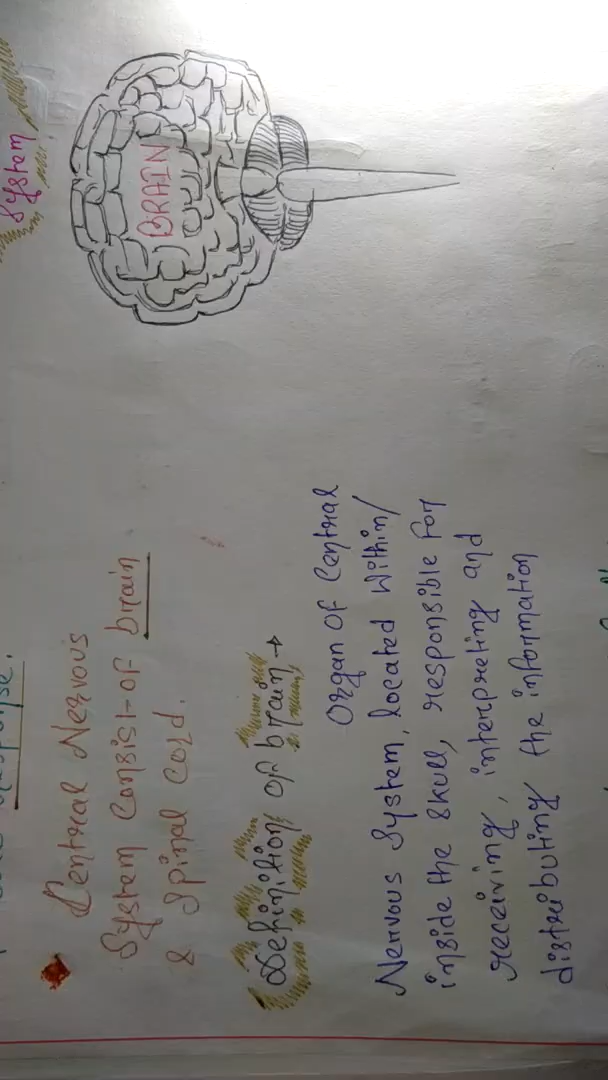 System
Response.
Central Nervous
System Consist-of brain
& Spinal cord.
Definition of brain →
Organ Of Central
Nervous System, located within/
inside the skull, responsible For
receiving, interpreting and
distributing the information
BRAIN